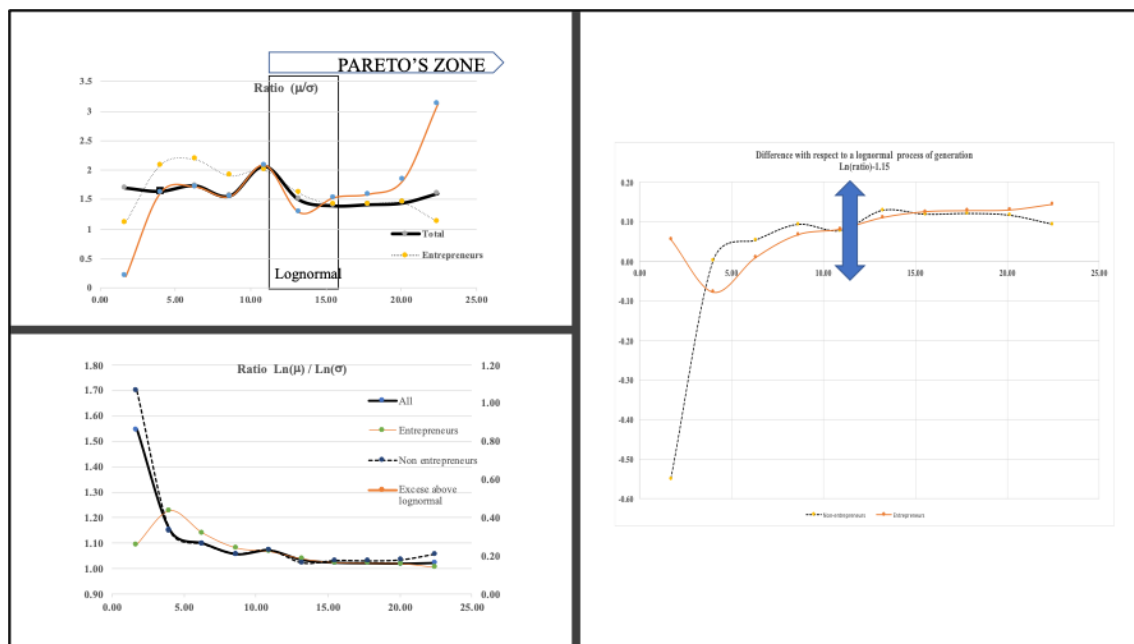 PARETO'S ZONE
Ratio (μ/σ)
3.5
3
2.5
2
1.5
1
0.5
0
Total
Entrepreneurs
Lognormal
0.00 5.00 10.00 15.00 20.00 25.00
Ratio Ln(μ) / Ln(σ)
1.80 1.20
1.70
1.00
1.60
1.50 0.80
1.40
0.60
1.30
1.20 0.40
1.10
0.20
1.00
0.90 0.00
All
Entrepreneurs
Non entrepreneurs
Excese above
lognormal
0.00 5.00 10.00 15.00 20.00 25.00
Difference with respect to a lognormal process of generation
Ln(ratio)-1.15
0.20
0.10
0.00
0.00 5.00 10.00 15.00 20.00 25.00
-0.10
-0.20
-0.30
-0.40
-0.50
-0.60
Non-entrepreneurs Entrepreneurs